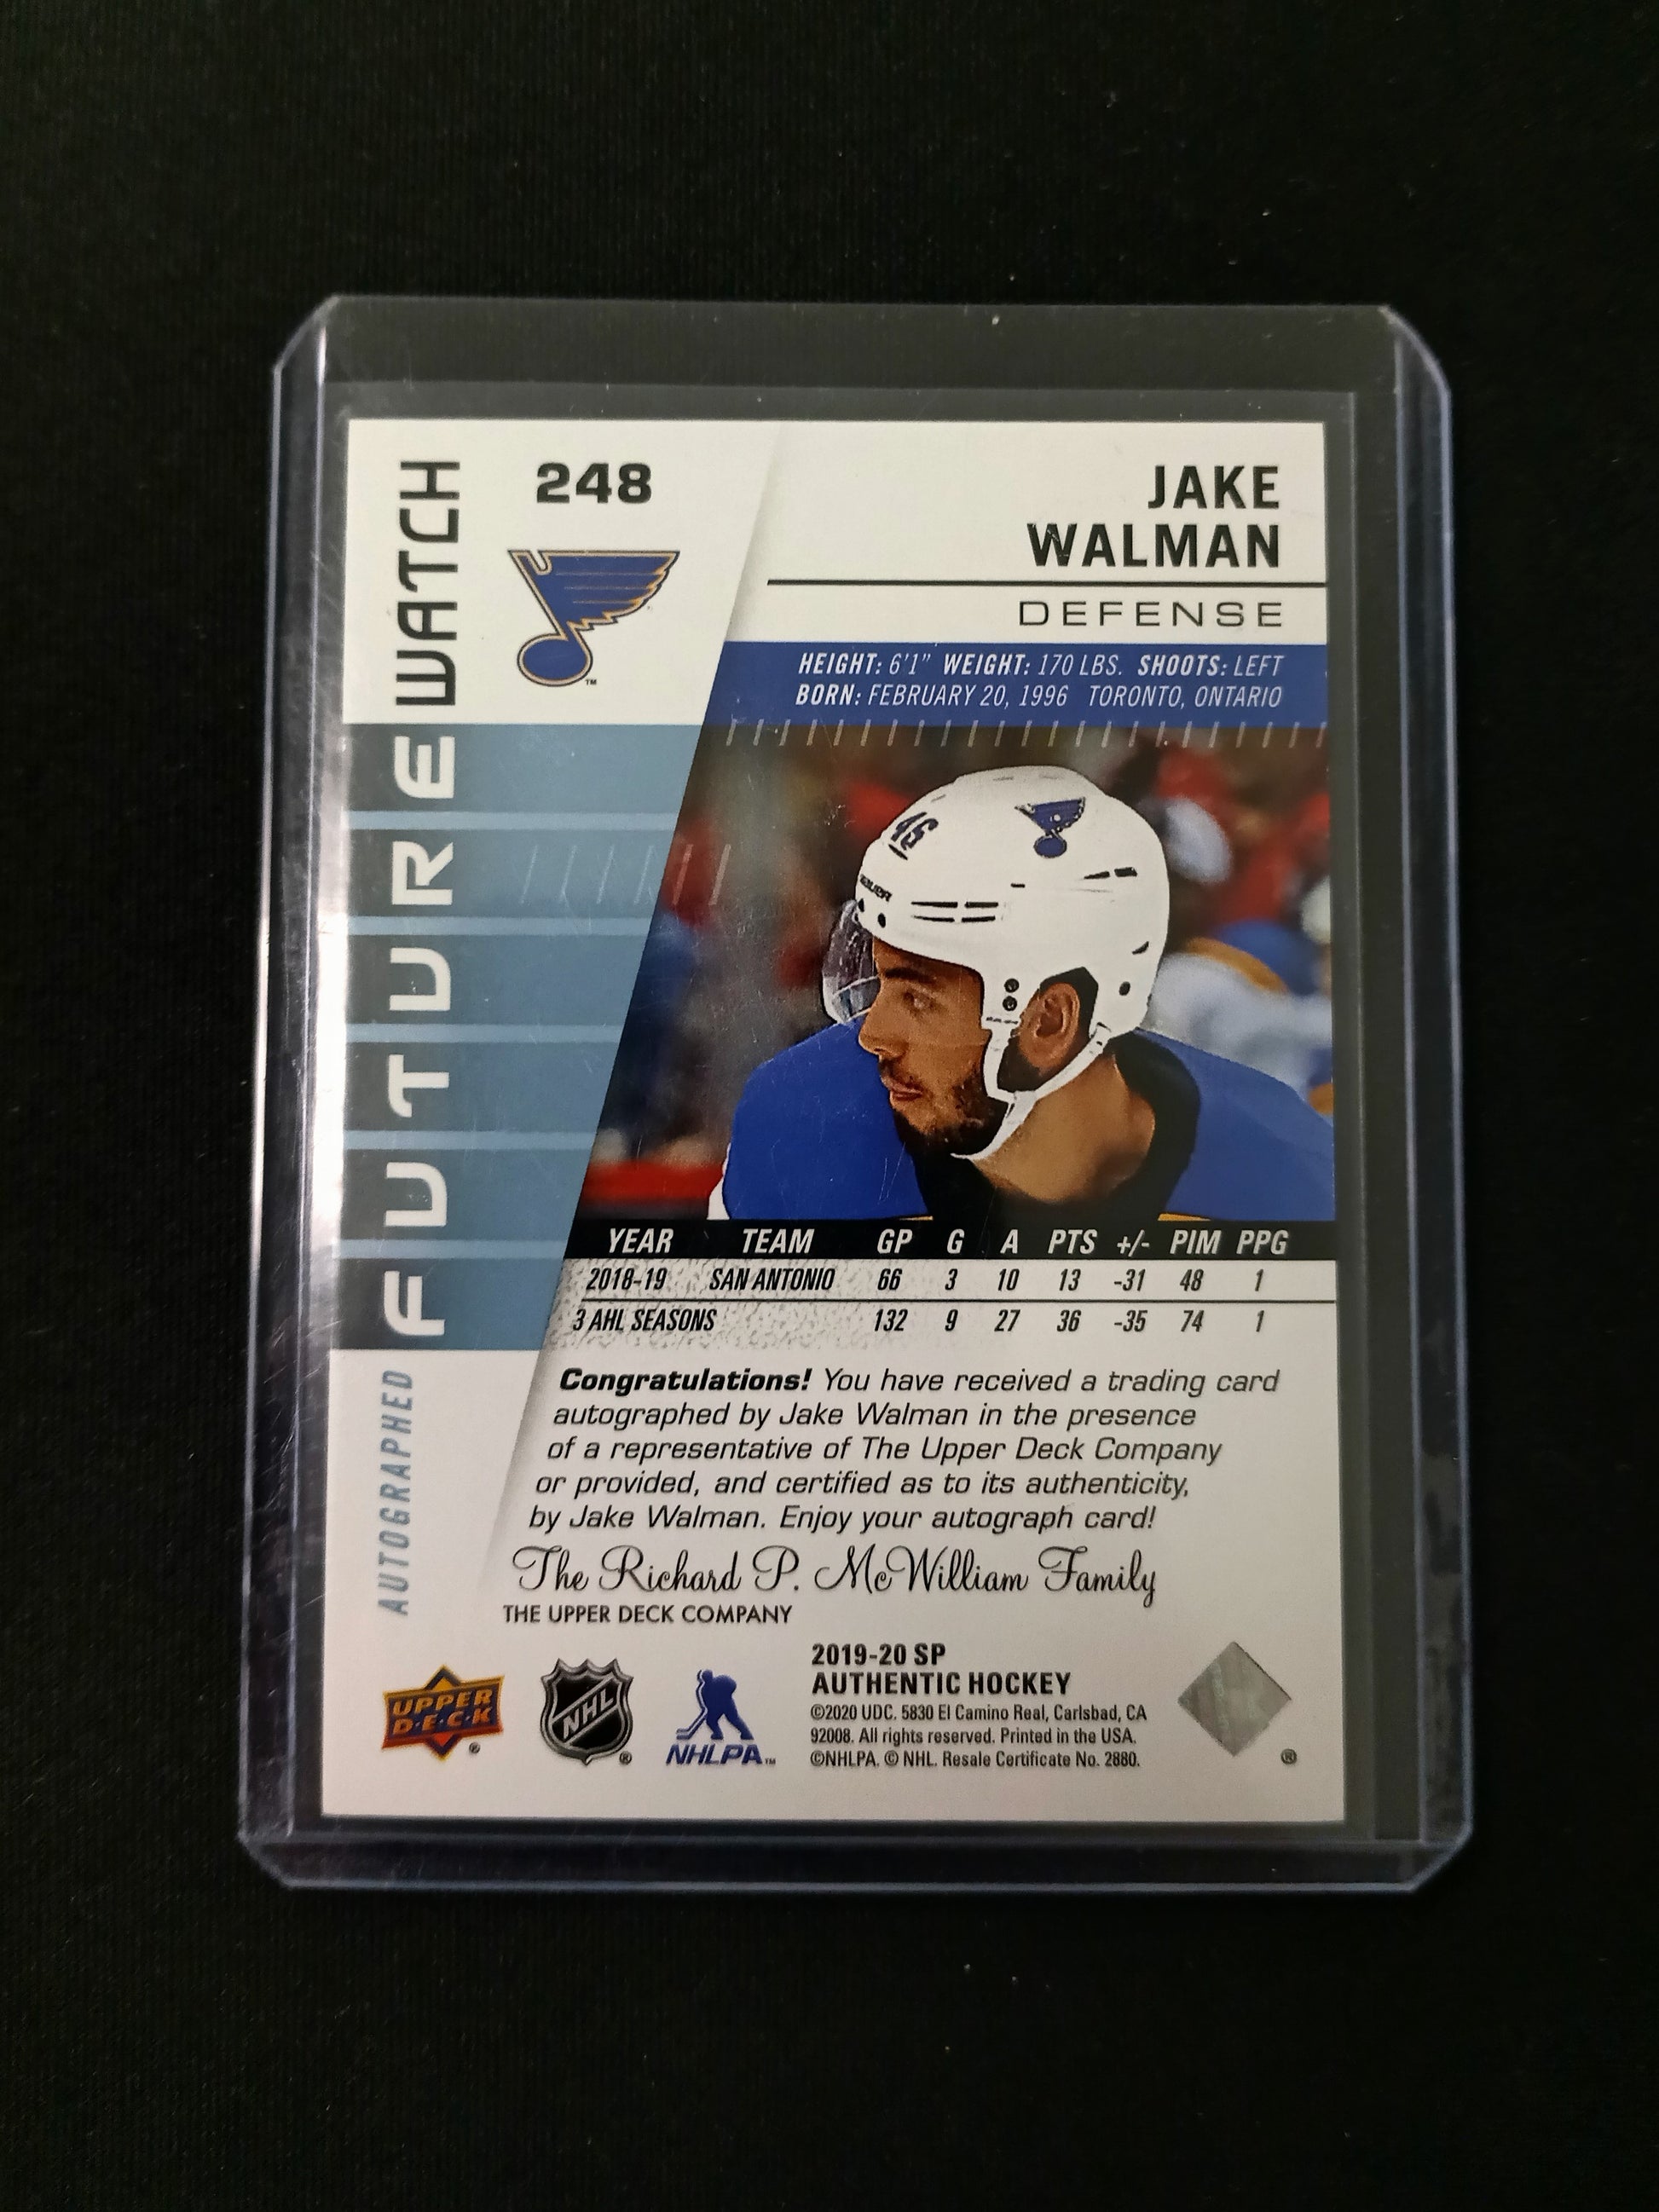 248
JAKE
WALMAN
DEFENSE
HEIGHT: 6'1" WEIGHT: 170 LBS. SHOOTS: LEFT
BORN: FEBRUARY 20, 1996 TORONTO, ONTARIO
FUTURE WATCH
AUTOGRAPHED
46
BAUER
YEAR TEAM GP G A PTS +/- PIM PPG
2018-19 SAN ANTONIO 66 3 10 13 -31 48 1
3 AHL SEASONS 132 9 27 36 -35 74 1
Congratulations! You have received a trading card
autographed by Jake Walman in the presence
of a representative of The Upper Deck Company
or provided, and certified as to its authenticity,
by Jake Walman. Enjoy your autograph card!
The Richard P. McWilliam Family
THE UPPER DECK COMPANY
UPPER
D·E·C·K
®
NHL
®
NHLPA™
2019-20 SP
AUTHENTIC HOCKEY
©2020 UDC. 5830 El Camino Real, Carlsbad, CA
92008. All rights reserved. Printed in the USA.
©NHLPA. © NHL. Resale Certificate No. 2880.
®